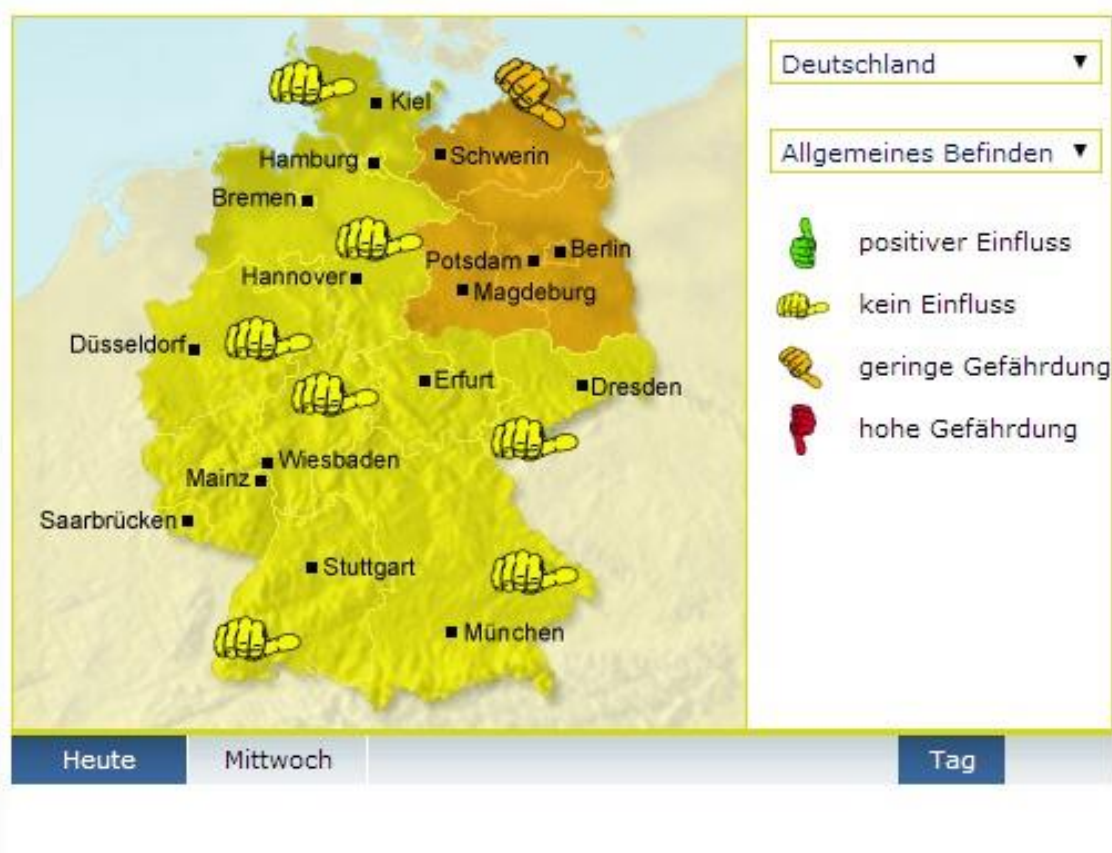 Kiel
Hamburg
Schwerin
Bremen
Potsdam
Berlin
Hannover
Magdeburg
Düsseldorf
Erfurt
Dresden
Wiesbaden
Mainz
Saarbrücken
Stuttgart
München
Deutschland
Allgemeines Befinden
positiver Einfluss
kein Einfluss
geringe Gefährdung
hohe Gefährdung
Heute
Mittwoch
Tag